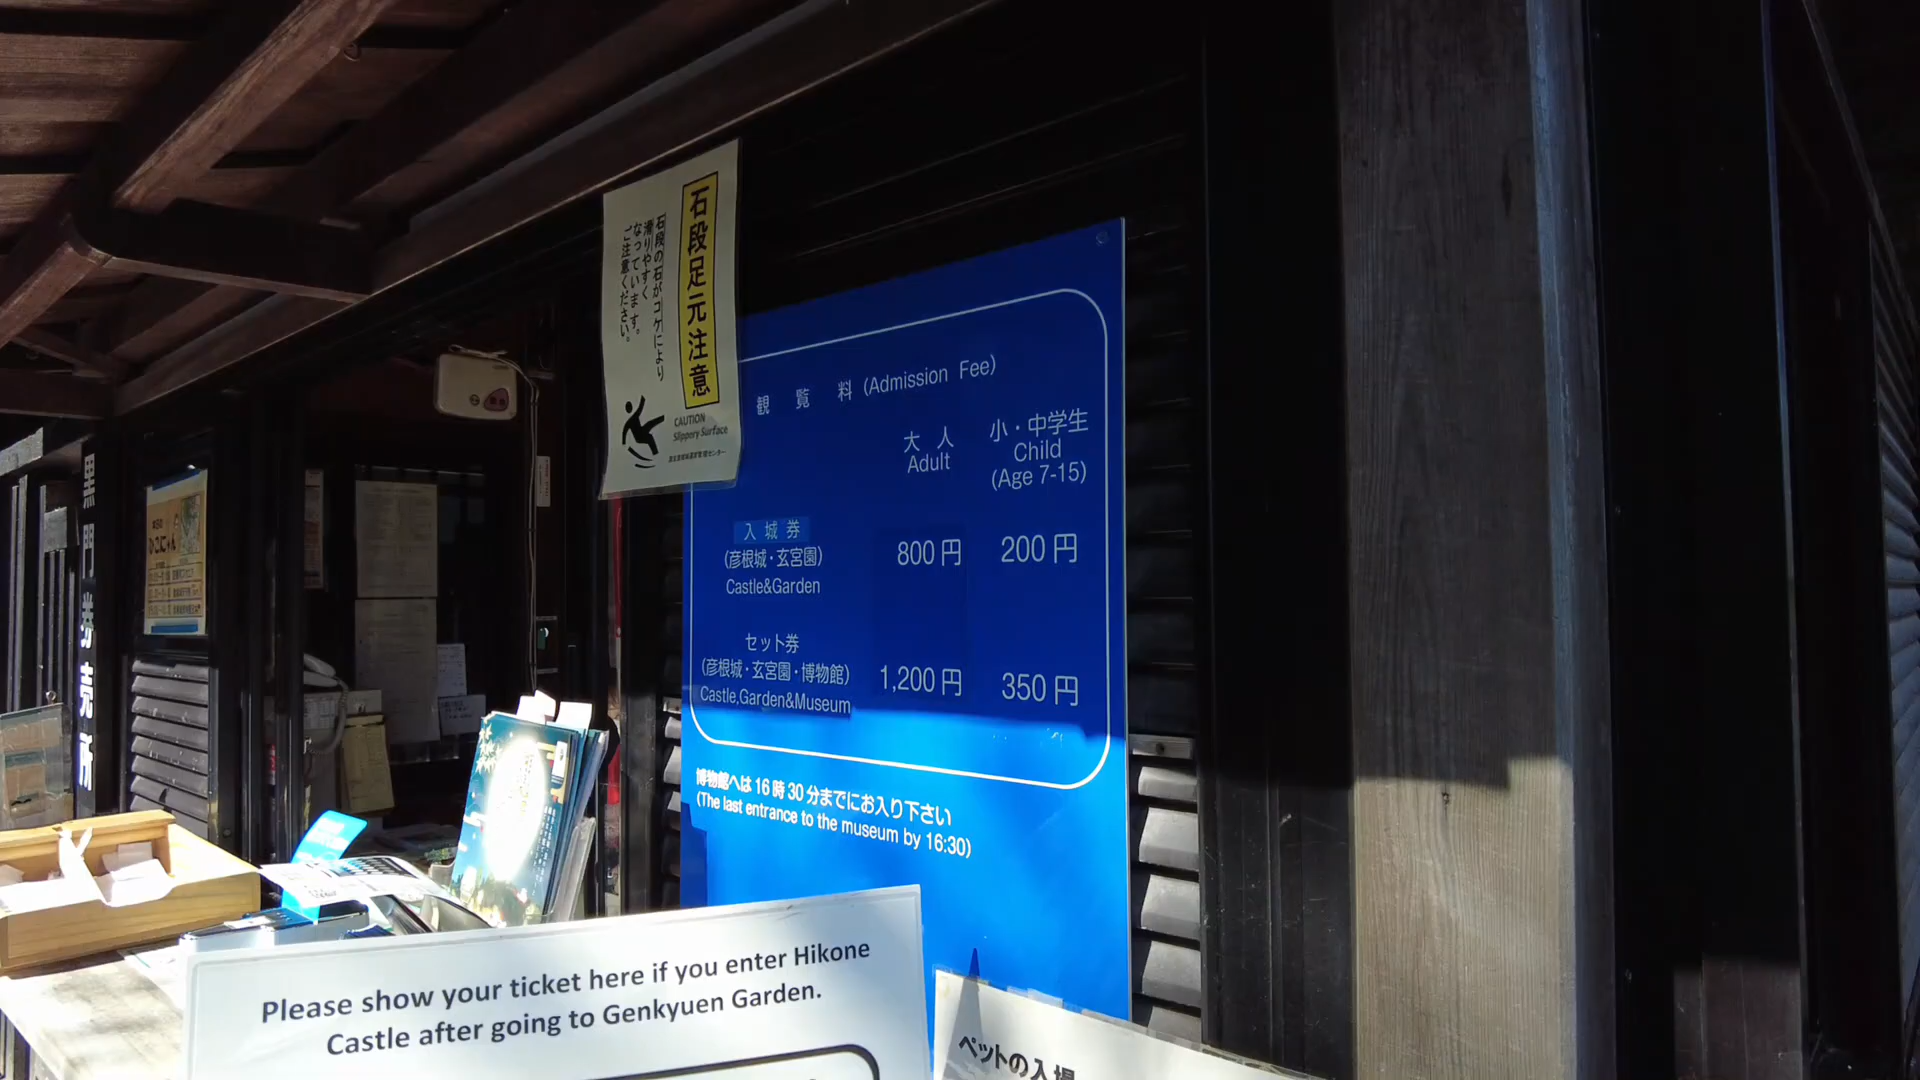 石段足元注意
石段の石がコケにより
滑りやすく
なっています。
ご注意ください。
CAUTION
Slippery Surface
観覧料 (Admission Fee)
大人
Adult
小・中学生
Child
(Age 7-15)
入城券
(彦根城・玄宮園)
Castle&Garden
800円
200円
セット券
(彦根城・玄宮園・博物館)
Castle,Garden&Museum
1,200円
350円
博物館へは16時30分までにお入り下さい
(The last entrance to the museum by 16:30)
黒門券売所
ひこにゃん
Please show your ticket here if you enter Hikone
Castle after going to Genkyuen Garden.
ペットの入場